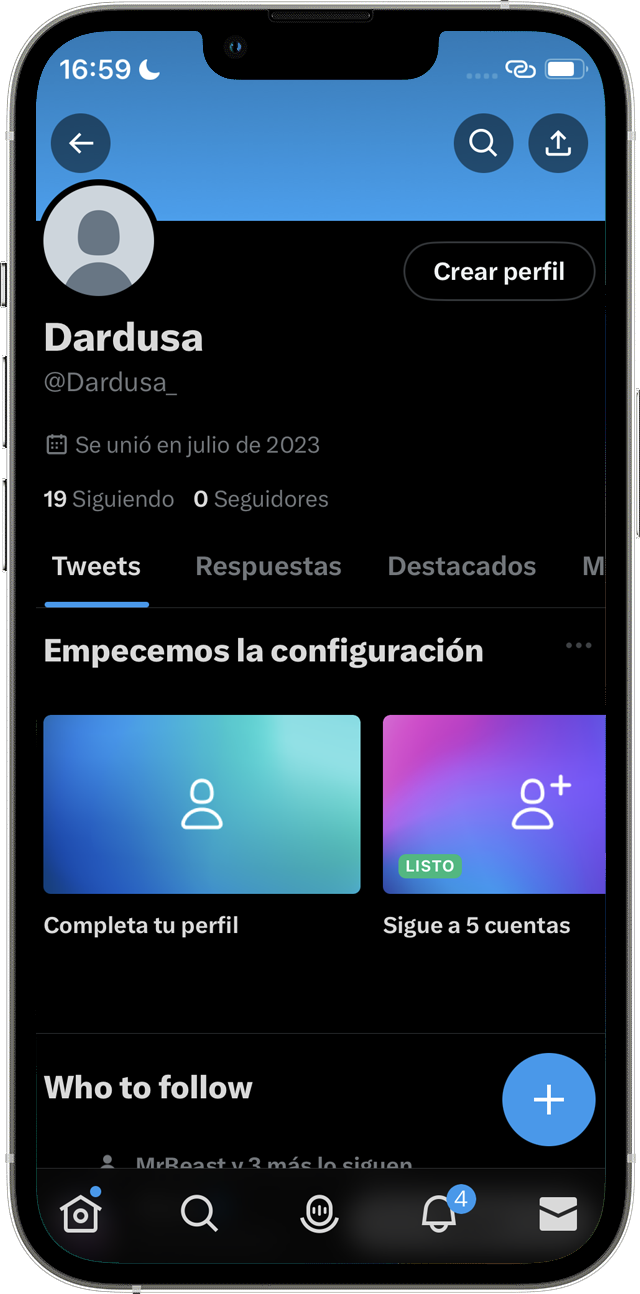 16:59
Crear perfil
Dardusa
@Dardusa_
Se unió en julio de 2023
19 Siguiendo 0 Seguidores
Tweets Respuestas Destacados M
Empecemos la configuración
LISTO
Completa tu perfil Sigue a 5 cuentas
Who to follow
MrBeast y 3 más lo siguen
4